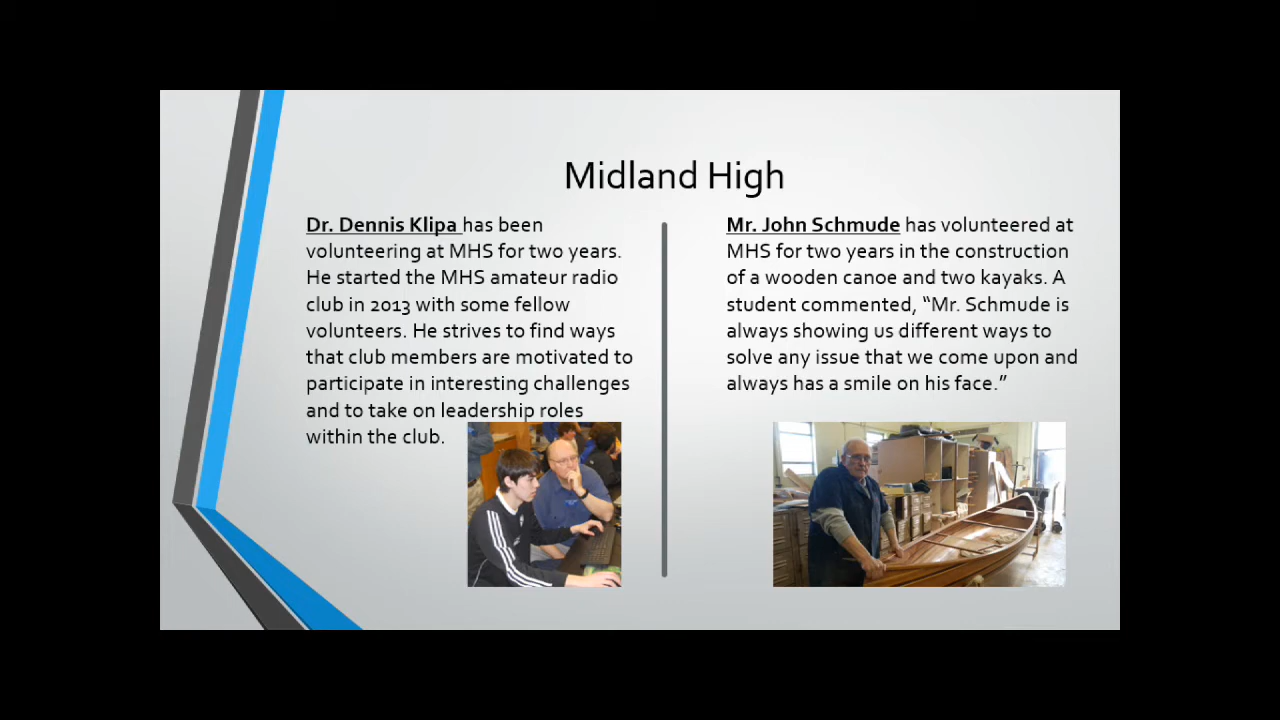 Midland High
Dr. Dennis Klipa has been
volunteering at MHS for two years.
He started the MHS amateur radio
club in 2013 with some fellow
volunteers. He strives to find ways
that club members are motivated to
participate in interesting challenges
and to take on leadership roles
within the club.
Mr. John Schmude has volunteered at
MHS for two years in the construction
of a wooden canoe and two kayaks. A
student commented, “Mr. Schmude is
always showing us different ways to
solve any issue that we come upon and
always has a smile on his face.”